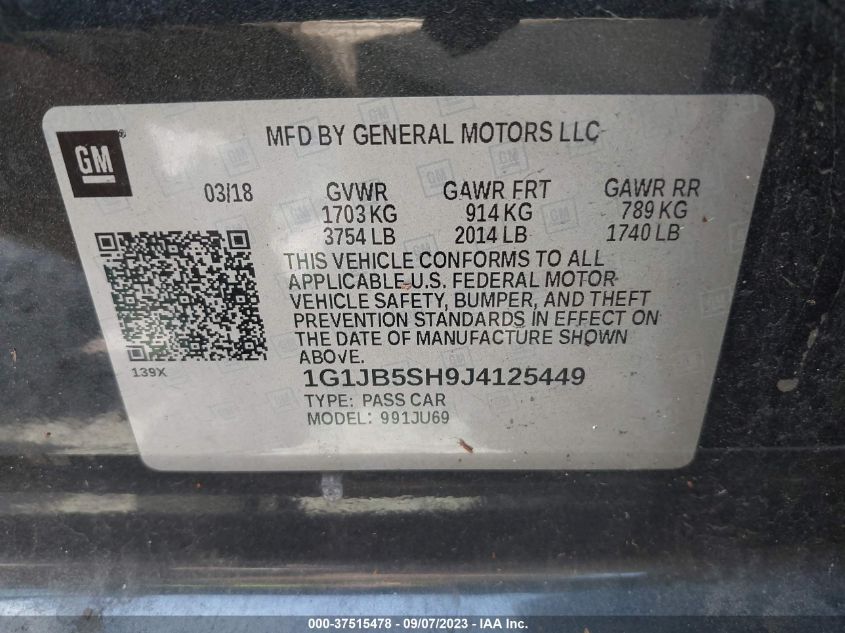 MFD BY GENERAL MOTORS LLC
GM®
03/18 GVWR GAWR FRT GAWR RR
1703 KG 914 KG 789 KG
3754 LB 2014 LB 1740 LB
THIS VEHICLE CONFORMS TO ALL
APPLICABLE U.S. FEDERAL MOTOR
VEHICLE SAFETY, BUMPER, AND THEFT
PREVENTION STANDARDS IN EFFECT ON
THE DATE OF MANUFACTURE SHOWN
ABOVE.
139X
1G1JB5SH9J4125449
TYPE: PASS CAR
MODEL: 991JU69
000-37515478 - 09/07/2023 - IAA Inc.